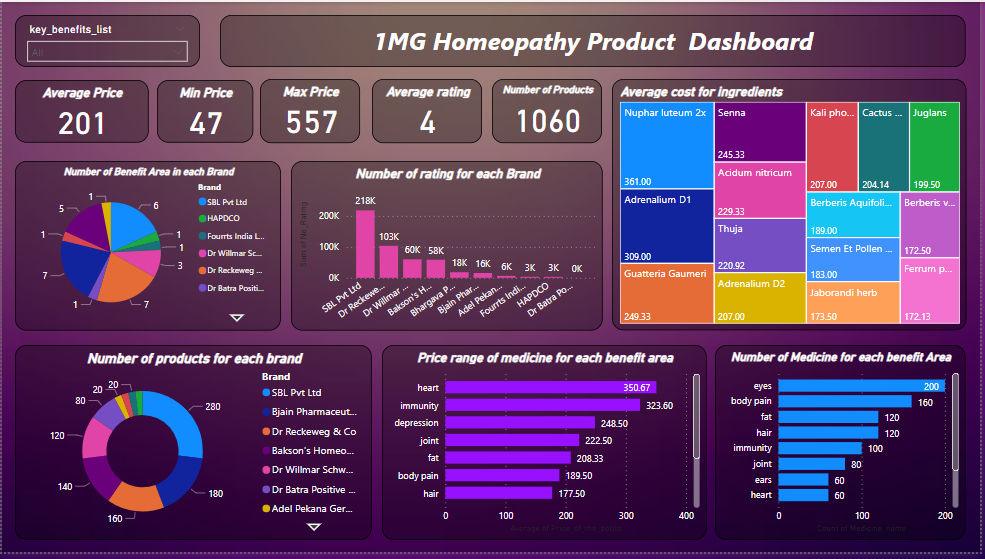 key_benefits_list
All
1MG Homeopathy Product Dashboard
Average Price
201
Min Price
47
Max Price
557
Average rating
4
Number of Products
1060
Average cost for ingredients
Nuphar luteum 2x
361.00
Adrenalium D1
309.00
Guatteria Gaumeri
249.33
Senna
245.33
Acidum nitricum
229.33
Thuja
220.92
Adrenalium D2
207.00
Kali pho...
207.00
Cactus ...
204.14
Juglans
199.50
Berberis Aquifoli...
189.00
Semen Et Pollen ...
183.00
Jaborandi herb
173.50
Berberis v...
172.50
Ferrum p...
172.13
Number of Benefit Area in each Brand
1
6
1
1
3
7
1
7
1
5
Brand
SBL Pvt Ltd
HAPDCO
Fourrts India L...
Dr Willmar Sc...
Dr Reckeweg ...
Dr Batra Positi...
Number of rating for each Brand
Sum of No_Rating
200K
100K
0K
218K
103K
60K
58K
18K
16K
6K
3K
3K
0K
SBL Pvt Ltd
Dr Reckewe...
Dr Willmar ...
Bakson's H...
Bhargava P...
Bjain Phar...
Adel Pekan...
Fourrts Indi...
HAPDCO
Dr Batra Po...
Number of products for each brand
20
20
80
120
140
160
180
280
Brand
SBL Pvt Ltd
Bjain Pharmaceut...
Dr Reckeweg & Co
Bakson's Homeo...
Dr Willmar Schw...
Dr Batra Positive ...
Adel Pekana Ger...
Price range of medicine for each benefit area
heart
350.67
immunity
323.60
depression
248.50
joint
222.50
fat
208.33
body pain
189.50
hair
177.50
0
100
200
300
400
Number of Medicine for each benefit Area
eyes
200
body pain
160
fat
120
hair
120
immunity
100
joint
80
ears
60
heart
60
0
100
200
Count of Medicine_name